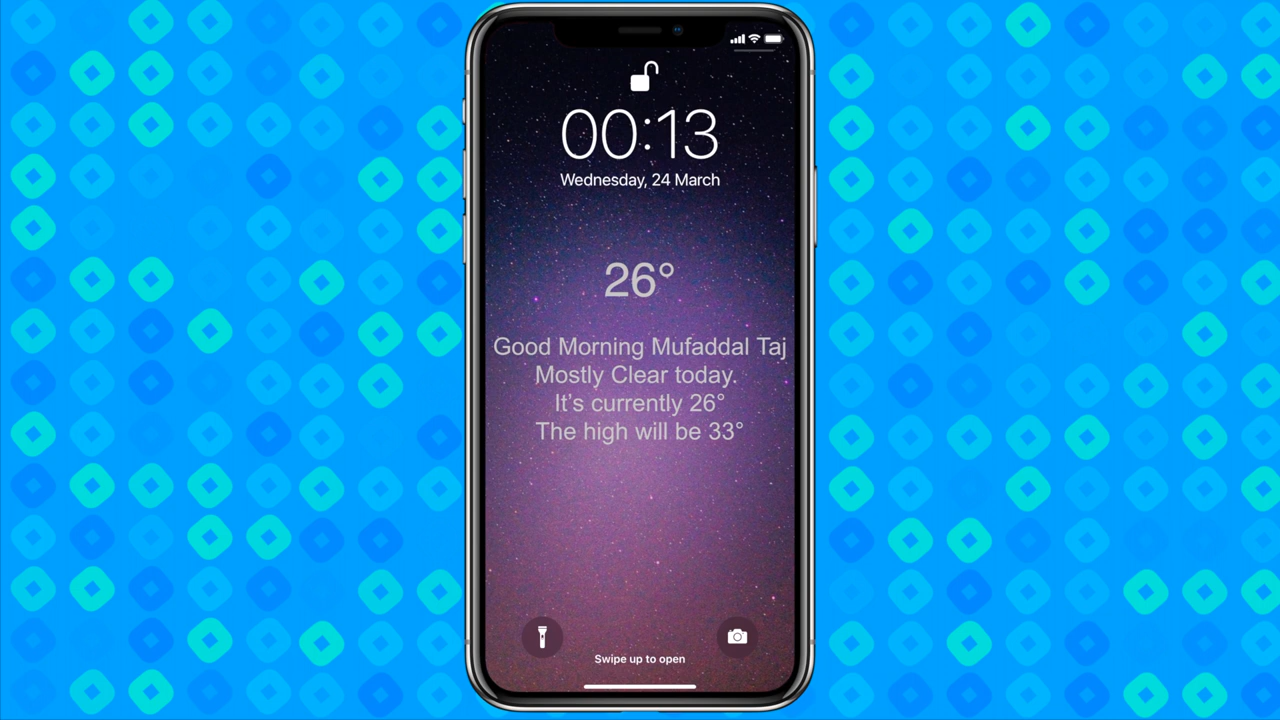 00:13
Wednesday, 24 March
26°
Good Morning Mufaddal Taj
Mostly Clear today.
It’s currently 26°
The high will be 33°
Swipe up to open